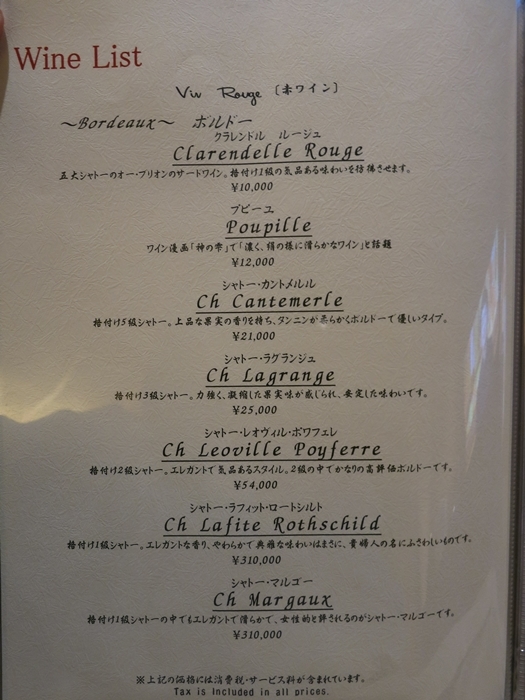 Wine List
Vin Rouge 〔赤ワイン〕
～Bordeaux～ ボルドー
クラレンドル ルージュ
Clarendelle Rouge
五大シャトーのオー・ブリオンのサードワイン。格付け1級の気品ある味わいを彷彿させます。
¥10,000
プピーユ
Poupille
ワイン漫画「神の雫」で「濃く、絹の様に滑らかなワイン」と話題
¥12,000
シャトー・カントメルル
Ch Cantemerle
格付け5級シャトー。上品な果実の香りを持ち、タンニンが柔らかくボルドーで優しいタイプ。
¥21,000
シャトー・ラグランジュ
Ch Lagrange
格付け3級シャトー。力強く、凝縮した果実味が感じられ、安定した味わいです。
¥25,000
シャトー・レオヴィル・ポワフェレ
Ch Leoville Poyferre
格付け2級シャトー。エレガントで気品あるスタイル。2級の中でかなりの高評価ボルドーです。
¥54,000
シャトー・ラフィット・ロートシルト
Ch Lafite Rothschild
格付け1級シャトー。エレガントな香り、やわらかで典雅な味わいはまさに、貴婦人の名にふさわしいものです。
¥310,000
シャトー・マルゴー
Ch Margaux
格付け1級シャトーの中でもエレガントで滑らかで、女性的と評されるのがシャトー・マルゴーです。
¥310,000
※上記の価格には消費税・サービス料が含まれています。
Tax is Included in all prices.